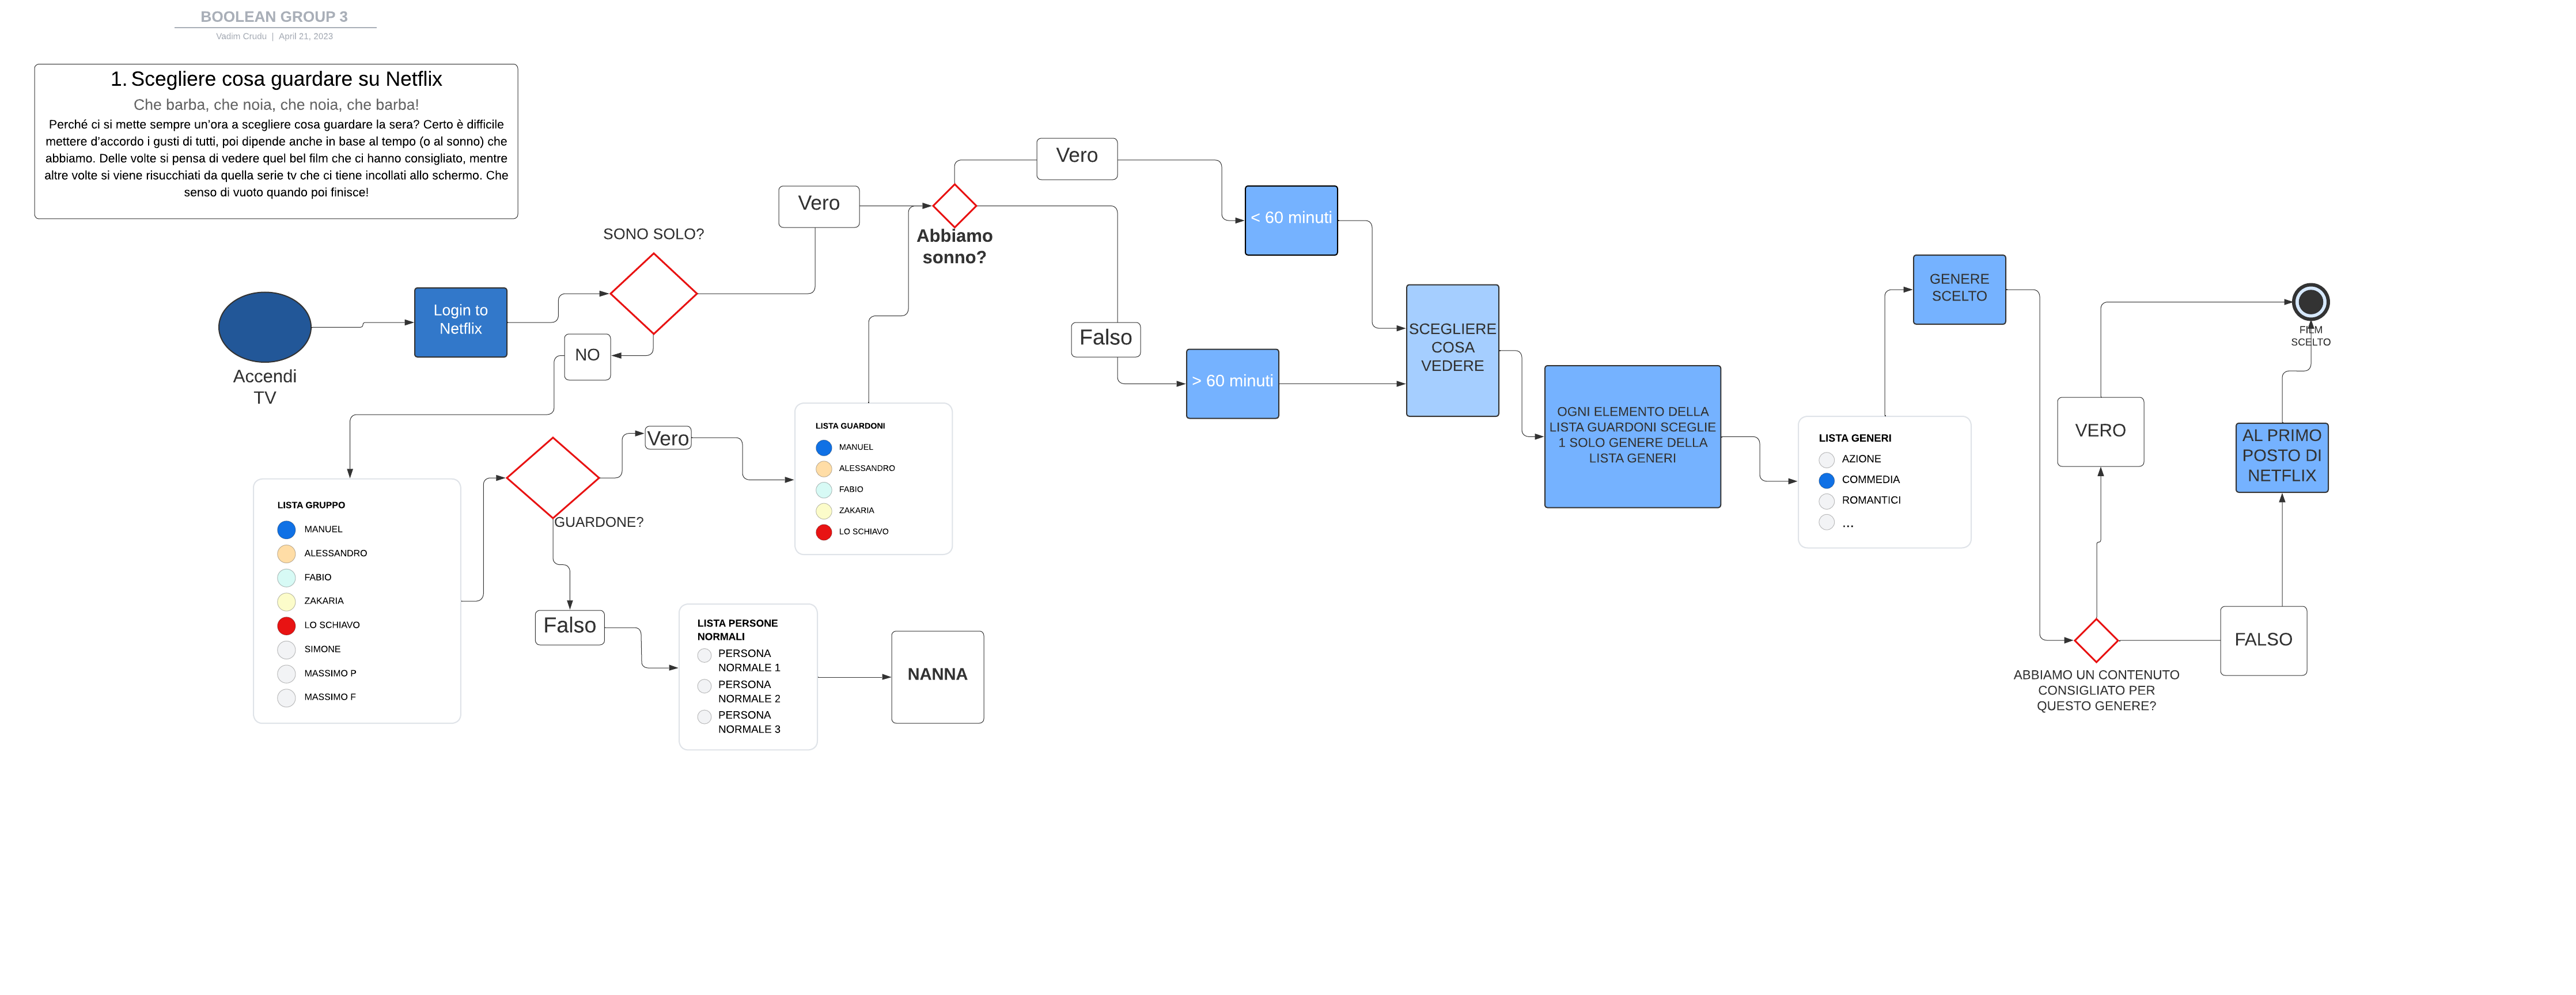 BOOLEAN GROUP 3
Vadim Crudu | April 21, 2023
1. Scegliere cosa guardare su Netflix
Che barba, che noia, che noia, che barba!
Perché ci si mette sempre un'ora a scegliere cosa guardare la sera? Certo è difficile
mettere d'accordo i gusti di tutti, poi dipende anche in base al tempo (o al sonno) che
abbiamo. Delle volte si pensa di vedere quel bel film che ci hanno consigliato, mentre
altre volte si viene risucchiati da quella serie tv che ci tiene incollati allo schermo. Che
senso di vuoto quando poi finisce!
Accendi
TV
Login to
Netflix
SONO SOLO?
Vero
NO
LISTA GRUPPO
MANUEL
ALESSANDRO
FABIO
ZAKARIA
LO SCHIAVO
SIMONE
MASSIMO P
MASSIMO F
GUARDONE?
Vero
Falso
LISTA GUARDONI
MANUEL
ALESSANDRO
FABIO
ZAKARIA
LO SCHIAVO
LISTA PERSONE
NORMALI
PERSONA
NORMALE 1
PERSONA
NORMALE 2
PERSONA
NORMALE 3
NANNA
Abbiamo
sonno?
Vero
Falso
< 60 minuti
> 60 minuti
SCEGLIERE
COSA
VEDERE
OGNI ELEMENTO DELLA
LISTA GUARDONI SCEGLIE
1 SOLO GENERE DELLA
LISTA GENERI
LISTA GENERI
AZIONE
COMMEDIA
ROMANTICI
...
GENERE
SCELTO
ABBIAMO UN CONTENUTO
CONSIGLIATO PER
QUESTO GENERE?
VERO
FALSO
AL PRIMO
POSTO DI
NETFLIX
FILM
SCELTO